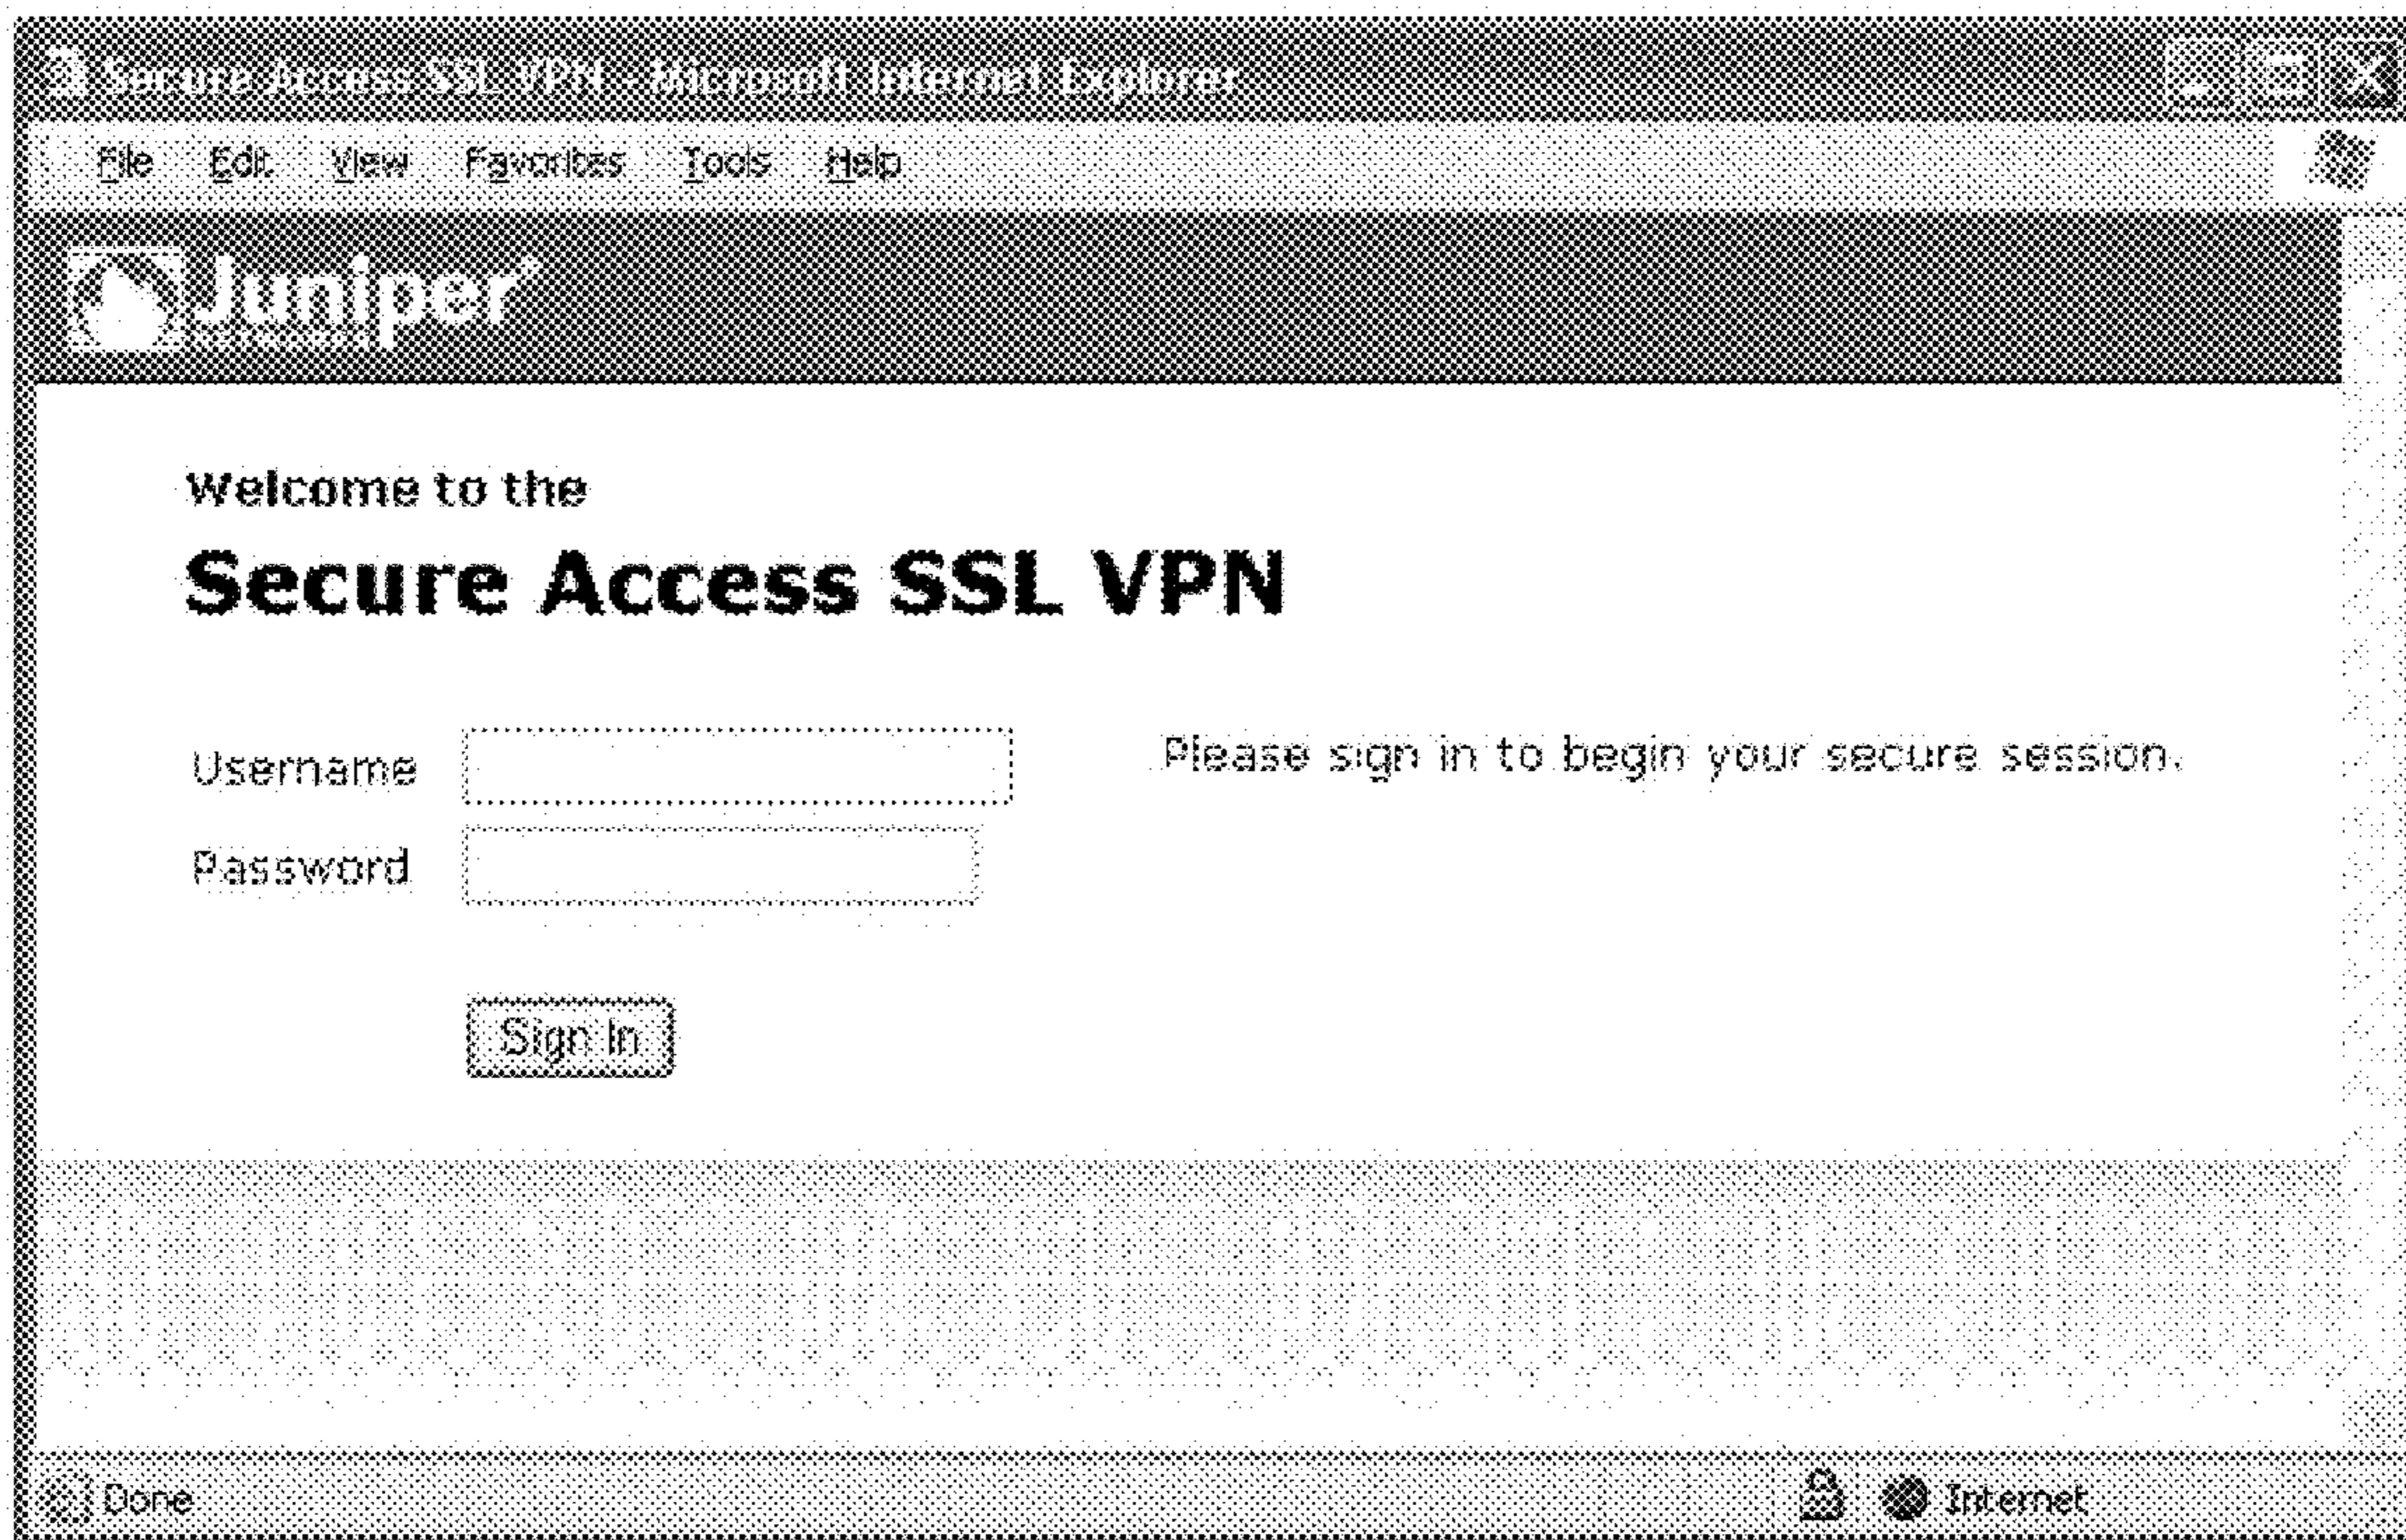 Secure Access SSL VPN - Microsoft Internet Explorer
File Edit View Favorites Tools Help
Juniper
NETWORKS
Welcome to the
Secure Access SSL VPN
Username
Please sign in to begin your secure session.
Password
Sign In
Done
Internet